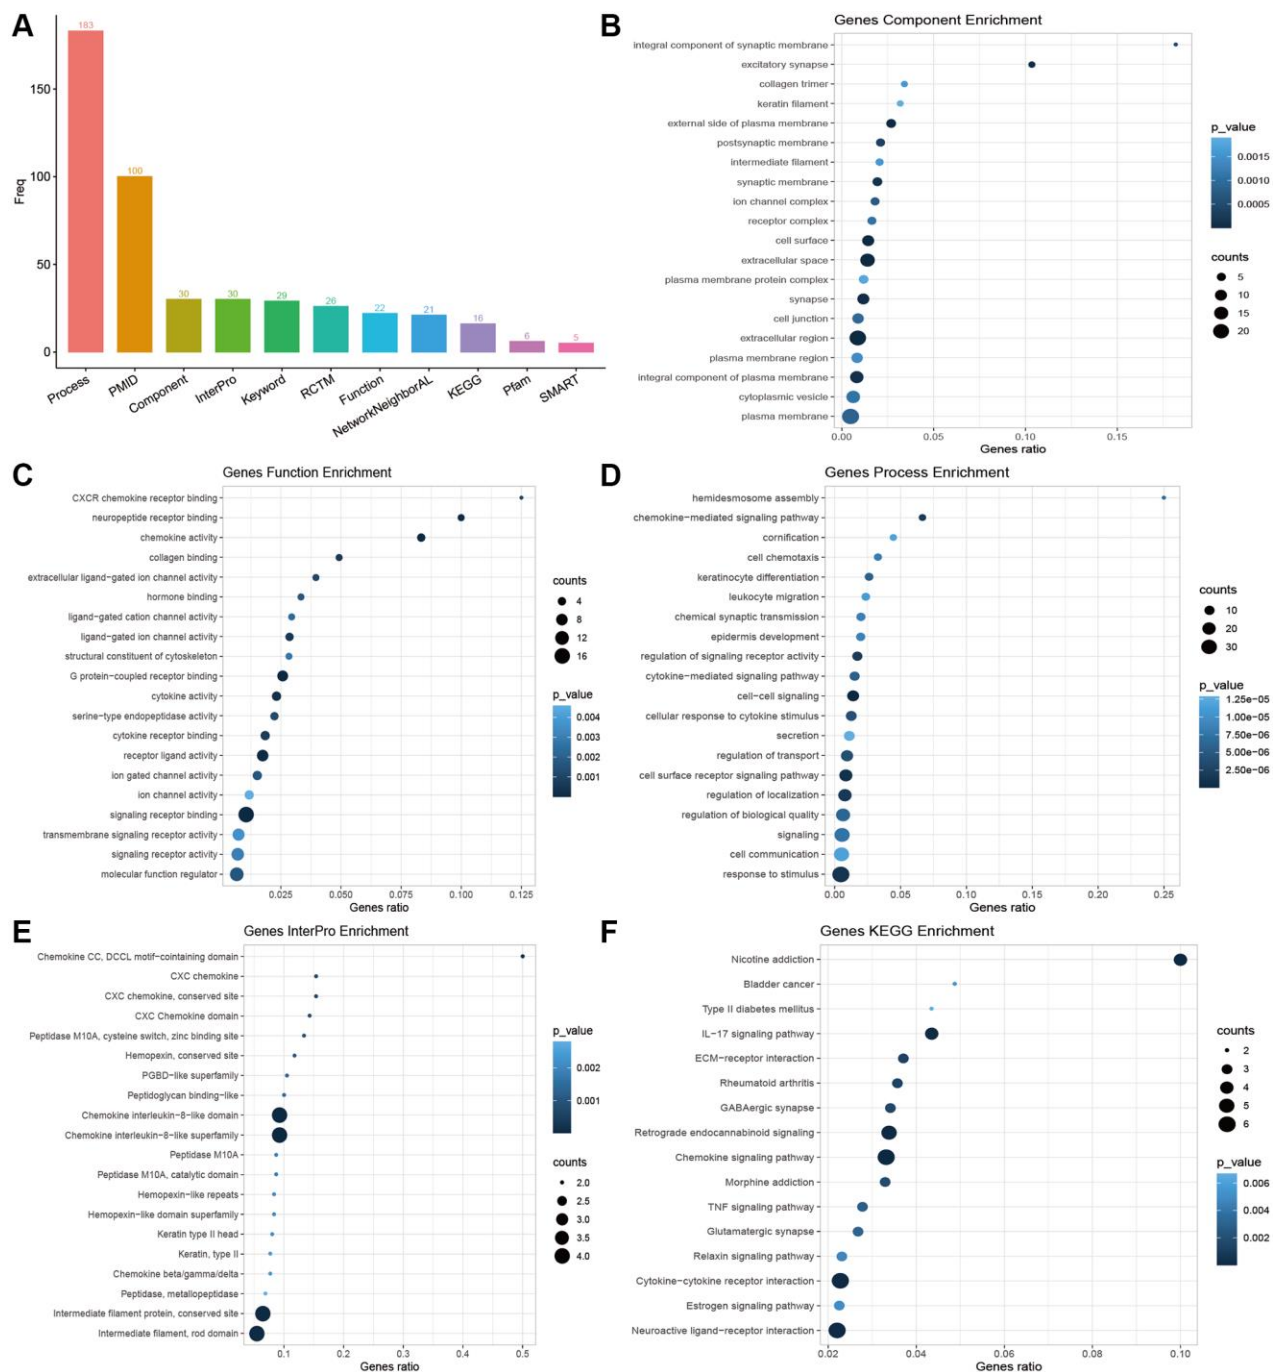 A
Freq
150
100
50
0
183
100
30
30
29
26
22
21
16
6
5
Process
PMID
Component
InterPro
Keyword
RCTM
Function
NetworkNeighborAL
KEGG
Pfam
SMART
B
Genes Component Enrichment
integral component of synaptic membrane
excitatory synapse
collagen trimer
keratin filament
external side of plasma membrane
postsynaptic membrane
intermediate filament
synaptic membrane
ion channel complex
receptor complex
cell surface
extracellular space
plasma membrane protein complex
synapse
cell junction
extracellular region
plasma membrane region
integral component of plasma membrane
cytoplasmic vesicle
plasma membrane
0.00 0.05 0.10 0.15
Genes ratio
p_value
0.0015
0.0010
0.0005
counts
5
10
15
20
C
Genes Function Enrichment
CXCR chemokine receptor binding
neuropeptide receptor binding
chemokine activity
collagen binding
extracellular ligand−gated ion channel activity
hormone binding
ligand−gated cation channel activity
ligand−gated ion channel activity
structural constituent of cytoskeleton
G protein−coupled receptor binding
cytokine activity
serine−type endopeptidase activity
cytokine receptor binding
receptor ligand activity
ion gated channel activity
ion channel activity
signaling receptor binding
transmembrane signaling receptor activity
signaling receptor activity
molecular function regulator
0.025 0.050 0.075 0.100 0.125
Genes ratio
counts
4
8
12
16
p_value
0.004
0.003
0.002
0.001
D
Genes Process Enrichment
hemidesmosome assembly
chemokine−mediated signaling pathway
cornification
cell chemotaxis
keratinocyte differentiation
leukocyte migration
chemical synaptic transmission
epidermis development
regulation of signaling receptor activity
cytokine−mediated signaling pathway
cell−cell signaling
cellular response to cytokine stimulus
secretion
regulation of transport
cell surface receptor signaling pathway
regulation of localization
regulation of biological quality
signaling
cell communication
response to stimulus
0.00 0.05 0.10 0.15 0.20 0.25
Genes ratio
counts
10
20
30
p_value
1.25e−05
1.00e−05
7.50e−06
5.00e−06
2.50e−06
E
Genes InterPro Enrichment
Chemokine CC, DCCL motif−containing domain
CXC chemokine
CXC chemokine, conserved site
CXC Chemokine domain
Peptidase M10A, cysteine switch, zinc binding site
Hemopexin, conserved site
PGBD−like superfamily
Peptidoglycan binding−like
Chemokine interleukin−8−like domain
Chemokine interleukin−8−like superfamily
Peptidase M10A
Peptidase M10A, catalytic domain
Hemopexin−like repeats
Hemopexin−like domain superfamily
Keratin type II head
Keratin, type II
Chemokine beta/gamma/delta
Peptidase, metallopeptidase
Intermediate filament protein, conserved site
Intermediate filament, rod domain
0.1 0.2 0.3 0.4 0.5
Genes ratio
p_value
0.002
0.001
counts
2.0
2.5
3.0
3.5
4.0
F
Genes KEGG Enrichment
Nicotine addiction
Bladder cancer
Type II diabetes mellitus
IL−17 signaling pathway
ECM−receptor interaction
Rheumatoid arthritis
GABAergic synapse
Retrograde endocannabinoid signaling
Chemokine signaling pathway
Morphine addiction
TNF signaling pathway
Glutamatergic synapse
Relaxin signaling pathway
Cytokine−cytokine receptor interaction
Estrogen signaling pathway
Neuroactive ligand−receptor interaction
0.02 0.04 0.06 0.08 0.10
Genes ratio
counts
2
3
4
5
6
p_value
0.006
0.004
0.002